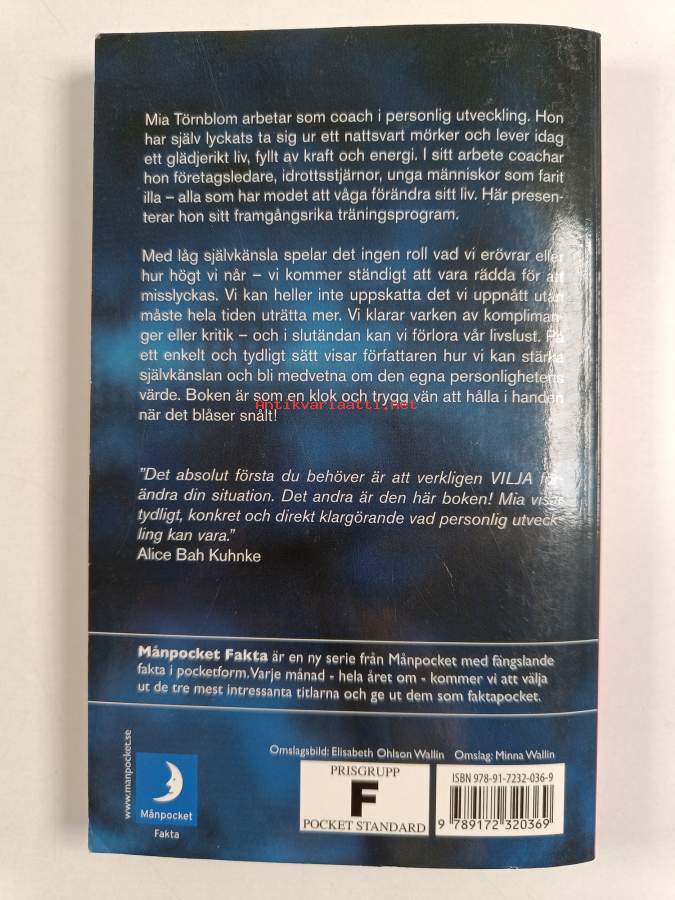 Mia Törnblom arbetar som coach i personlig utveckling. Hon
har själv lyckats ta sig ur ett nattsvart mörker och lever idag
ett glädjerikt liv, fyllt av kraft och energi. I sitt arbete coachar
hon företagsledare, idrottsstjärnor, unga människor som farit
illa – alla som har modet att våga förändra sitt liv. Här presen-
terar hon sitt framgångsrika träningsprogram.
Med låg självkänsla spelar det ingen roll vad vi erövrar eller
hur högt vi når – vi kommer ständigt att vara rädda för att
misslyckas. Vi kan heller inte uppskatta det vi uppnått utan
måste hela tiden uträtta mer. Vi klarar varken av kompliman-
ger eller kritik – och i slutändan kan vi förlora vår livslust. På
ett enkelt och tydligt sätt visar författaren hur vi kan stärka
självkänslan och bli medvetna om den egna personlighetens
värde. Boken är som en klok och trygg vän att hålla i handen
när det blåser snålt!
Antikvariaatti.net
"Det absolut första du behöver är att verkligen VILJA för-
ändra din situation. Det andra är den här boken! Mia visar
tydligt, konkret och direkt klargörande vad personlig utveck-
ling kan vara."
Alice Bah Kuhnke
Månpocket Fakta är en ny serie från Månpocket med fängslande
fakta i pocketform. Varje månad - hela året om - kommer vi att välja
ut de tre mest intressanta titlarna och ge ut dem som faktapocket.
Omslagsbild: Elisabeth Ohlson Wallin Omslag: Minna Wallin
www.manpocket.se
Månpocket
Fakta
PRISGRUPP
F
POCKET STANDARD
ISBN 978-91-7232-036-9
9 789172 320369